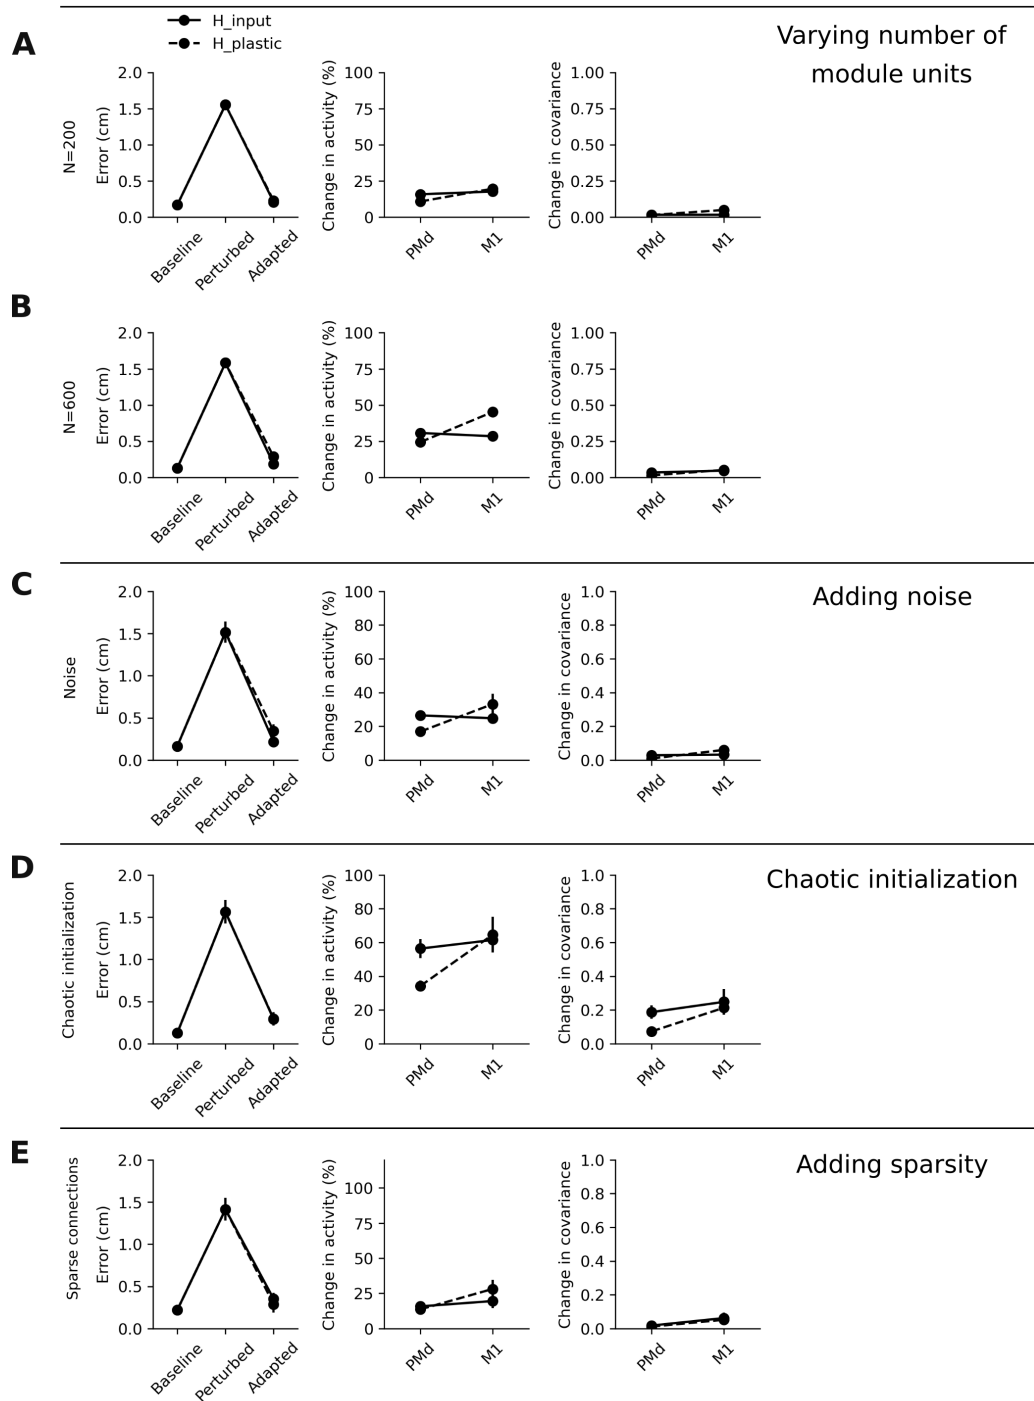 H_input
H_plastic
A
Varying number of
module units
N=200
Error (cm)
2.0
1.5
1.0
0.5
0.0
Baseline
Perturbed
Adapted
Change in activity (%)
100
50
25
0
PMd
M1
Change in covariance
1.00
0.75
0.50
0.25
0.00
PMd
M1
B
N=600
Error (cm)
2.0
1.5
1.0
0.5
0.0
Baseline
Perturbed
Adapted
Change in activity (%)
100
75
50
25
0
PMd
M1
Change in covariance
1.00
0.75
0.50
0.25
0.00
PMd
M1
C
Adding noise
Noise
Error (cm)
2.0
1.5
1.0
0.5
0.0
Baseline
Perturbed
Adapted
Change in activity (%)
100
80
60
40
20
0
PMd
M1
Change in covariance
1.0
0.8
0.6
0.4
0.2
0.0
PMd
M1
D
Chaotic initialization
Chaotic initialization
Error (cm)
2.0
1.5
1.0
0.5
0.0
Baseline
Perturbed
Adapted
Change in activity (%)
100
80
60
40
20
0
PMd
M1
Change in covariance
1.0
0.8
0.6
0.4
0.2
0.0
PMd
M1
E
Adding sparsity
Sparse connections
Error (cm)
2.0
1.5
1.0
0.5
0.0
Baseline
Perturbed
Adapted
Change in activity (%)
100
75
50
25
0
PMd
M1
Change in covariance
1.0
0.8
0.6
0.4
0.2
0.0
PMd
M1